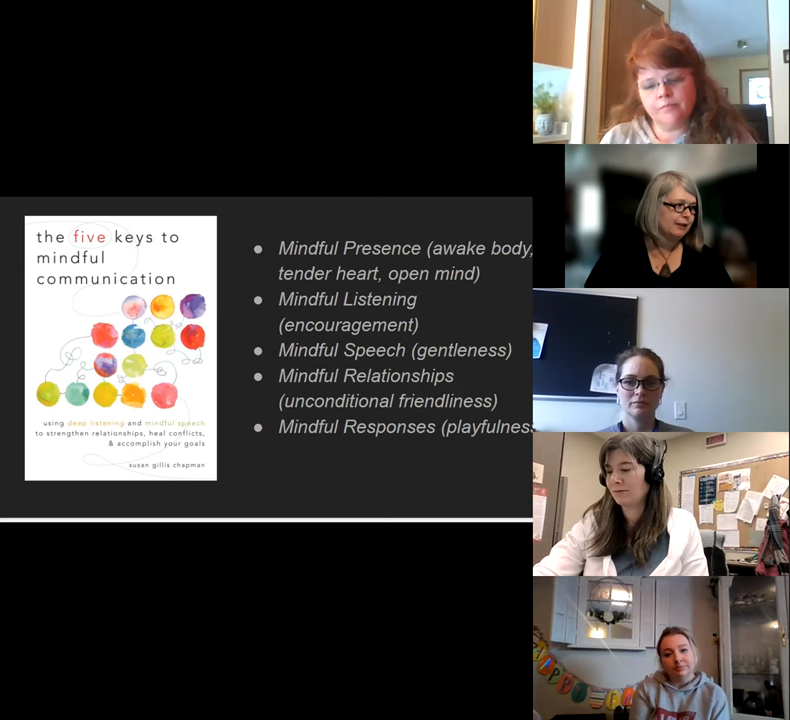 the five keys to
mindful
communication
using deep listening and mindful speech
to strengthen relationships, heal conflicts,
& accomplish your goals
susan gillis chapman
● Mindful Presence (awake body,
tender heart, open mind)
● Mindful Listening
(encouragement)
● Mindful Speech (gentleness)
● Mindful Relationships
(unconditional friendliness)
● Mindful Responses (playfulness